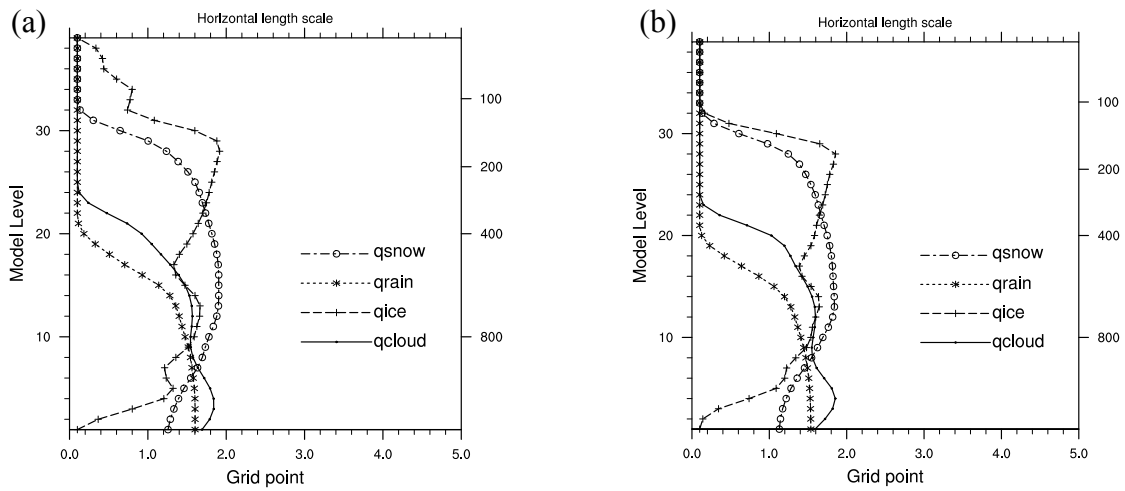 (a)
Horizontal length scale
30
20
10
Model Level
100
200
400
800
qsnow
qrain
qice
qcloud
0.0 1.0 2.0 3.0 4.0 5.0
Grid point
(b)
Horizontal length scale
30
20
10
Model Level
100
200
400
800
qsnow
qrain
qice
qcloud
0.0 1.0 2.0 3.0 4.0 5.0
Grid point